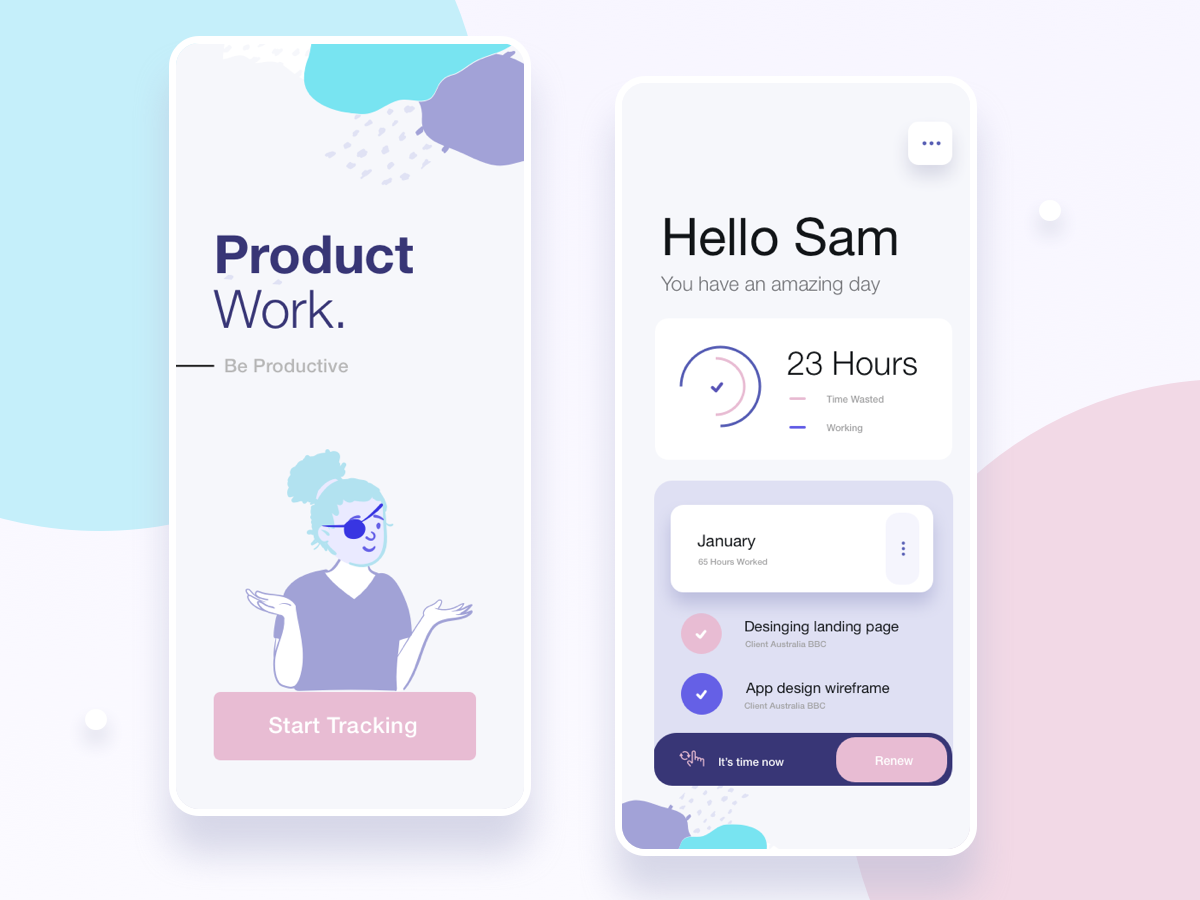 Product
Work.
Be Productive
Start Tracking
Hello Sam
You have an amazing day
23 Hours
Time Wasted
Working
January
65 Hours Worked
Desinging landing page
Client Australia BBC
App design wireframe
Client Australia BBC
It's time now
Renew